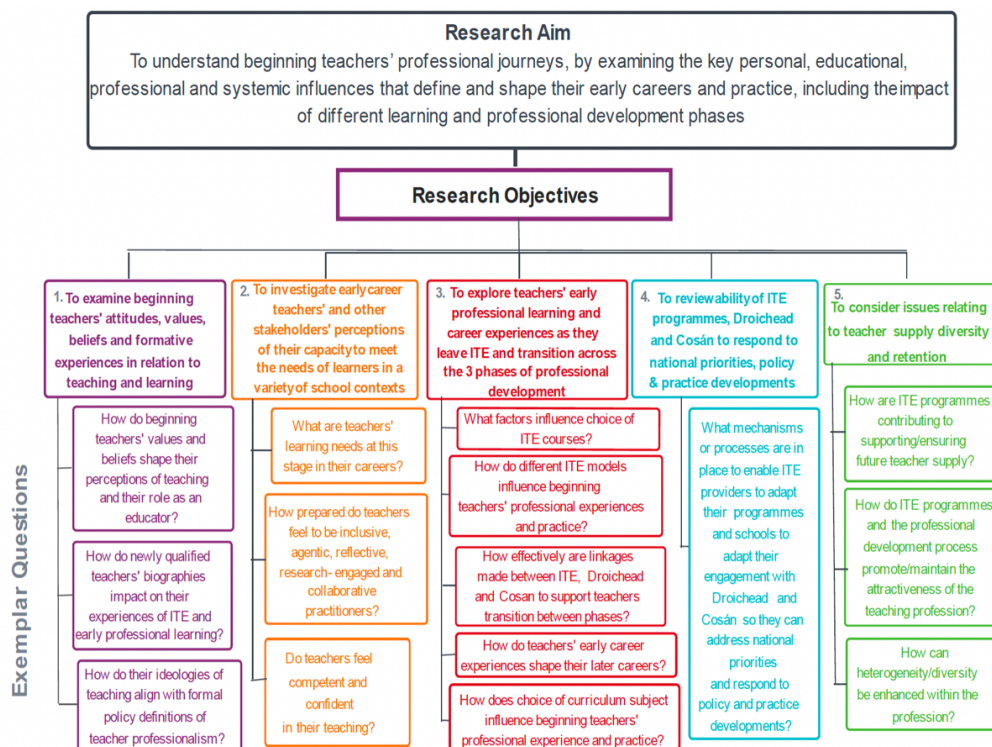 Research Aim
To understand beginning teachers' professional journeys, by examining the key personal, educational,
professional and systemic influences that define and shape their early careers and practice, including theimpact
of different learning and professional development phases
Research Objectives
1. To examine beginning
teachers' attitudes, values,
beliefs and formative
experiences in relation to
teaching and learning
How do beginning
teachers' values and
beliefs shape their
perceptions of teaching
and their role as an
educator?
How do newly qualified
teachers' biographies
impact on their
experiences of ITE and
early professional learning?
How do their ideologies of
teaching align with formal
policy definitions of
teacher professionalism?
2. To investigate earlycareer
teachers' and other
stakeholders' perceptions
of their capacityto meet
the needs of learners in a
variety of school contexts
What are teachers'
learning needs at this
stage in their careers?
How prepared do teachers
feel to be inclusive,
agentic, reflective,
research- engaged and
collaborative
practitioners?
Do teachers feel
competent and
confident
in their teaching?
3. To explore teachers' early
professional learning and
career experiences as they
leave ITE and transition across
the 3 phases of professional
development
What factors influence choice of
ITE courses?
How do different ITE models
influence beginning
teachers' professional experiences
and practice?
How effectively are linkages
made between ITE, Droichead
and Cosan to support teachers
transition between phases?
How do teachers' early career
experiences shape their later careers?
How does choice of curriculum subject
influence beginning teachers'
professional experience and practice?
4. To reviewability of ITE
programmes, Droichead
and Cosán to respond to
national priorities, policy
& practice developments
What mechanisms
or processes are in
place to enable ITE
providers to adapt
their programmes
and schools to
adapt their
engagement with
Droichead and
Cosán so they can
address national
priorities
and respond to
policy and practice
developments?
5.
To consider issues relating
to teacher supply diversity
and retention
How are ITE programmes
contributing to
supporting/ensuring
future teacher supply?
How do ITE programmes
and the professional
development process
promote/maintain the
attractiveness of the
teaching profession?
How can
heterogeneity/diversity
be enhanced within the
profession?
Exemplar Questions